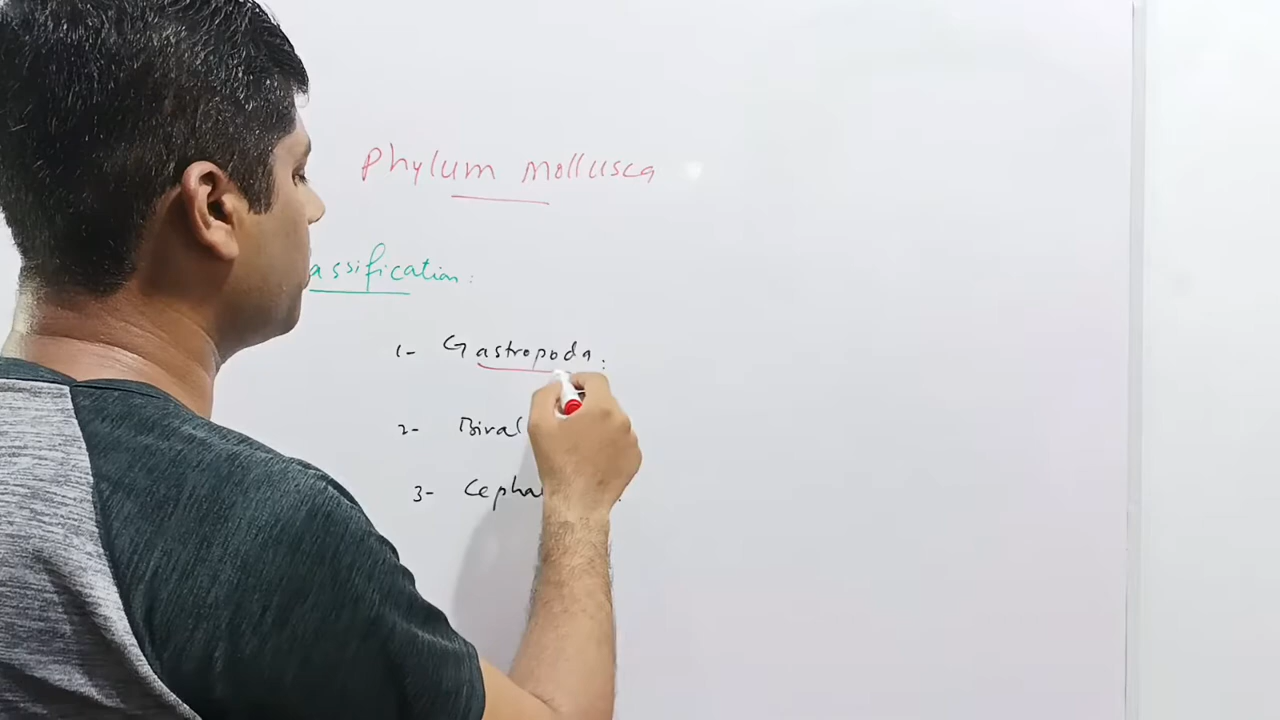 Phylum mollusca
assification:
1- Gastropoda:
2- Bival
3- Cepha